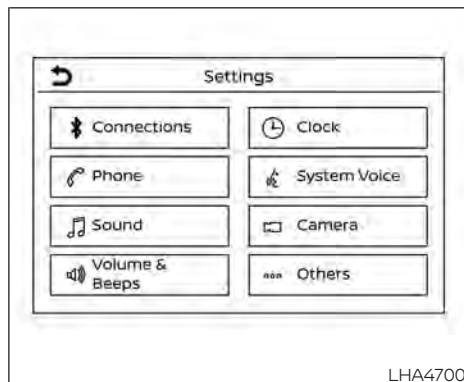 Settings
Connections
Clock
Phone
System Voice
Sound
Camera
Volume &
Beeps
Others
LHA4700